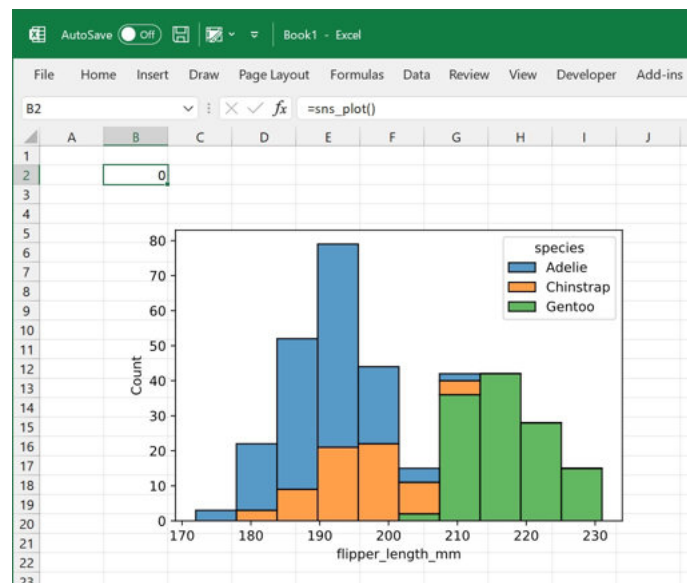 AutoSave Off Book1 - Excel
File Home Insert Draw Page Layout Formulas Data Review View Developer Add-ins
B2 fx =sns_plot()
A B C D E F G H I J
1
2 0
3
4
5
6
7
8
9
10
11
12
13
14
15
16
17
18
19
20
21
22
23
80
70
60
50
40
30
20
10
0
Count
species
Adelie
Chinstrap
Gentoo
170 180 190 200 210 220 230
flipper_length_mm